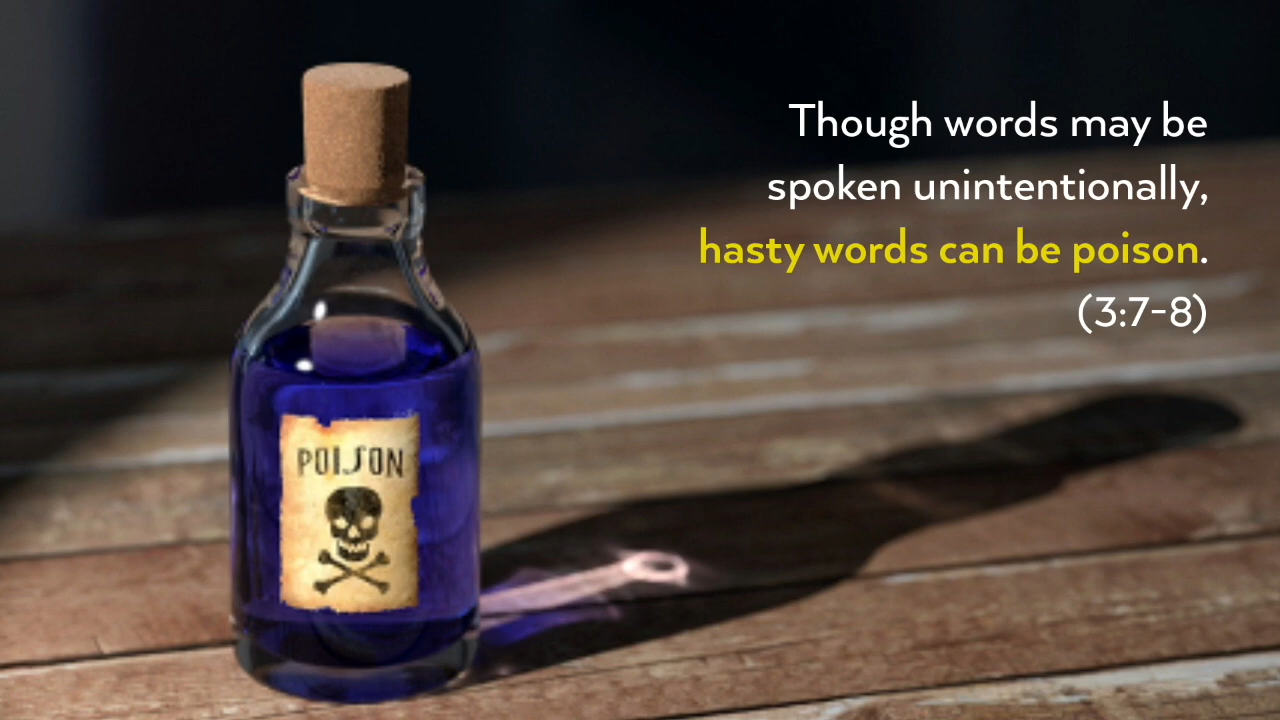 Though words may be
spoken unintentionally,
hasty words can be poison.
(3:7-8)
POISON